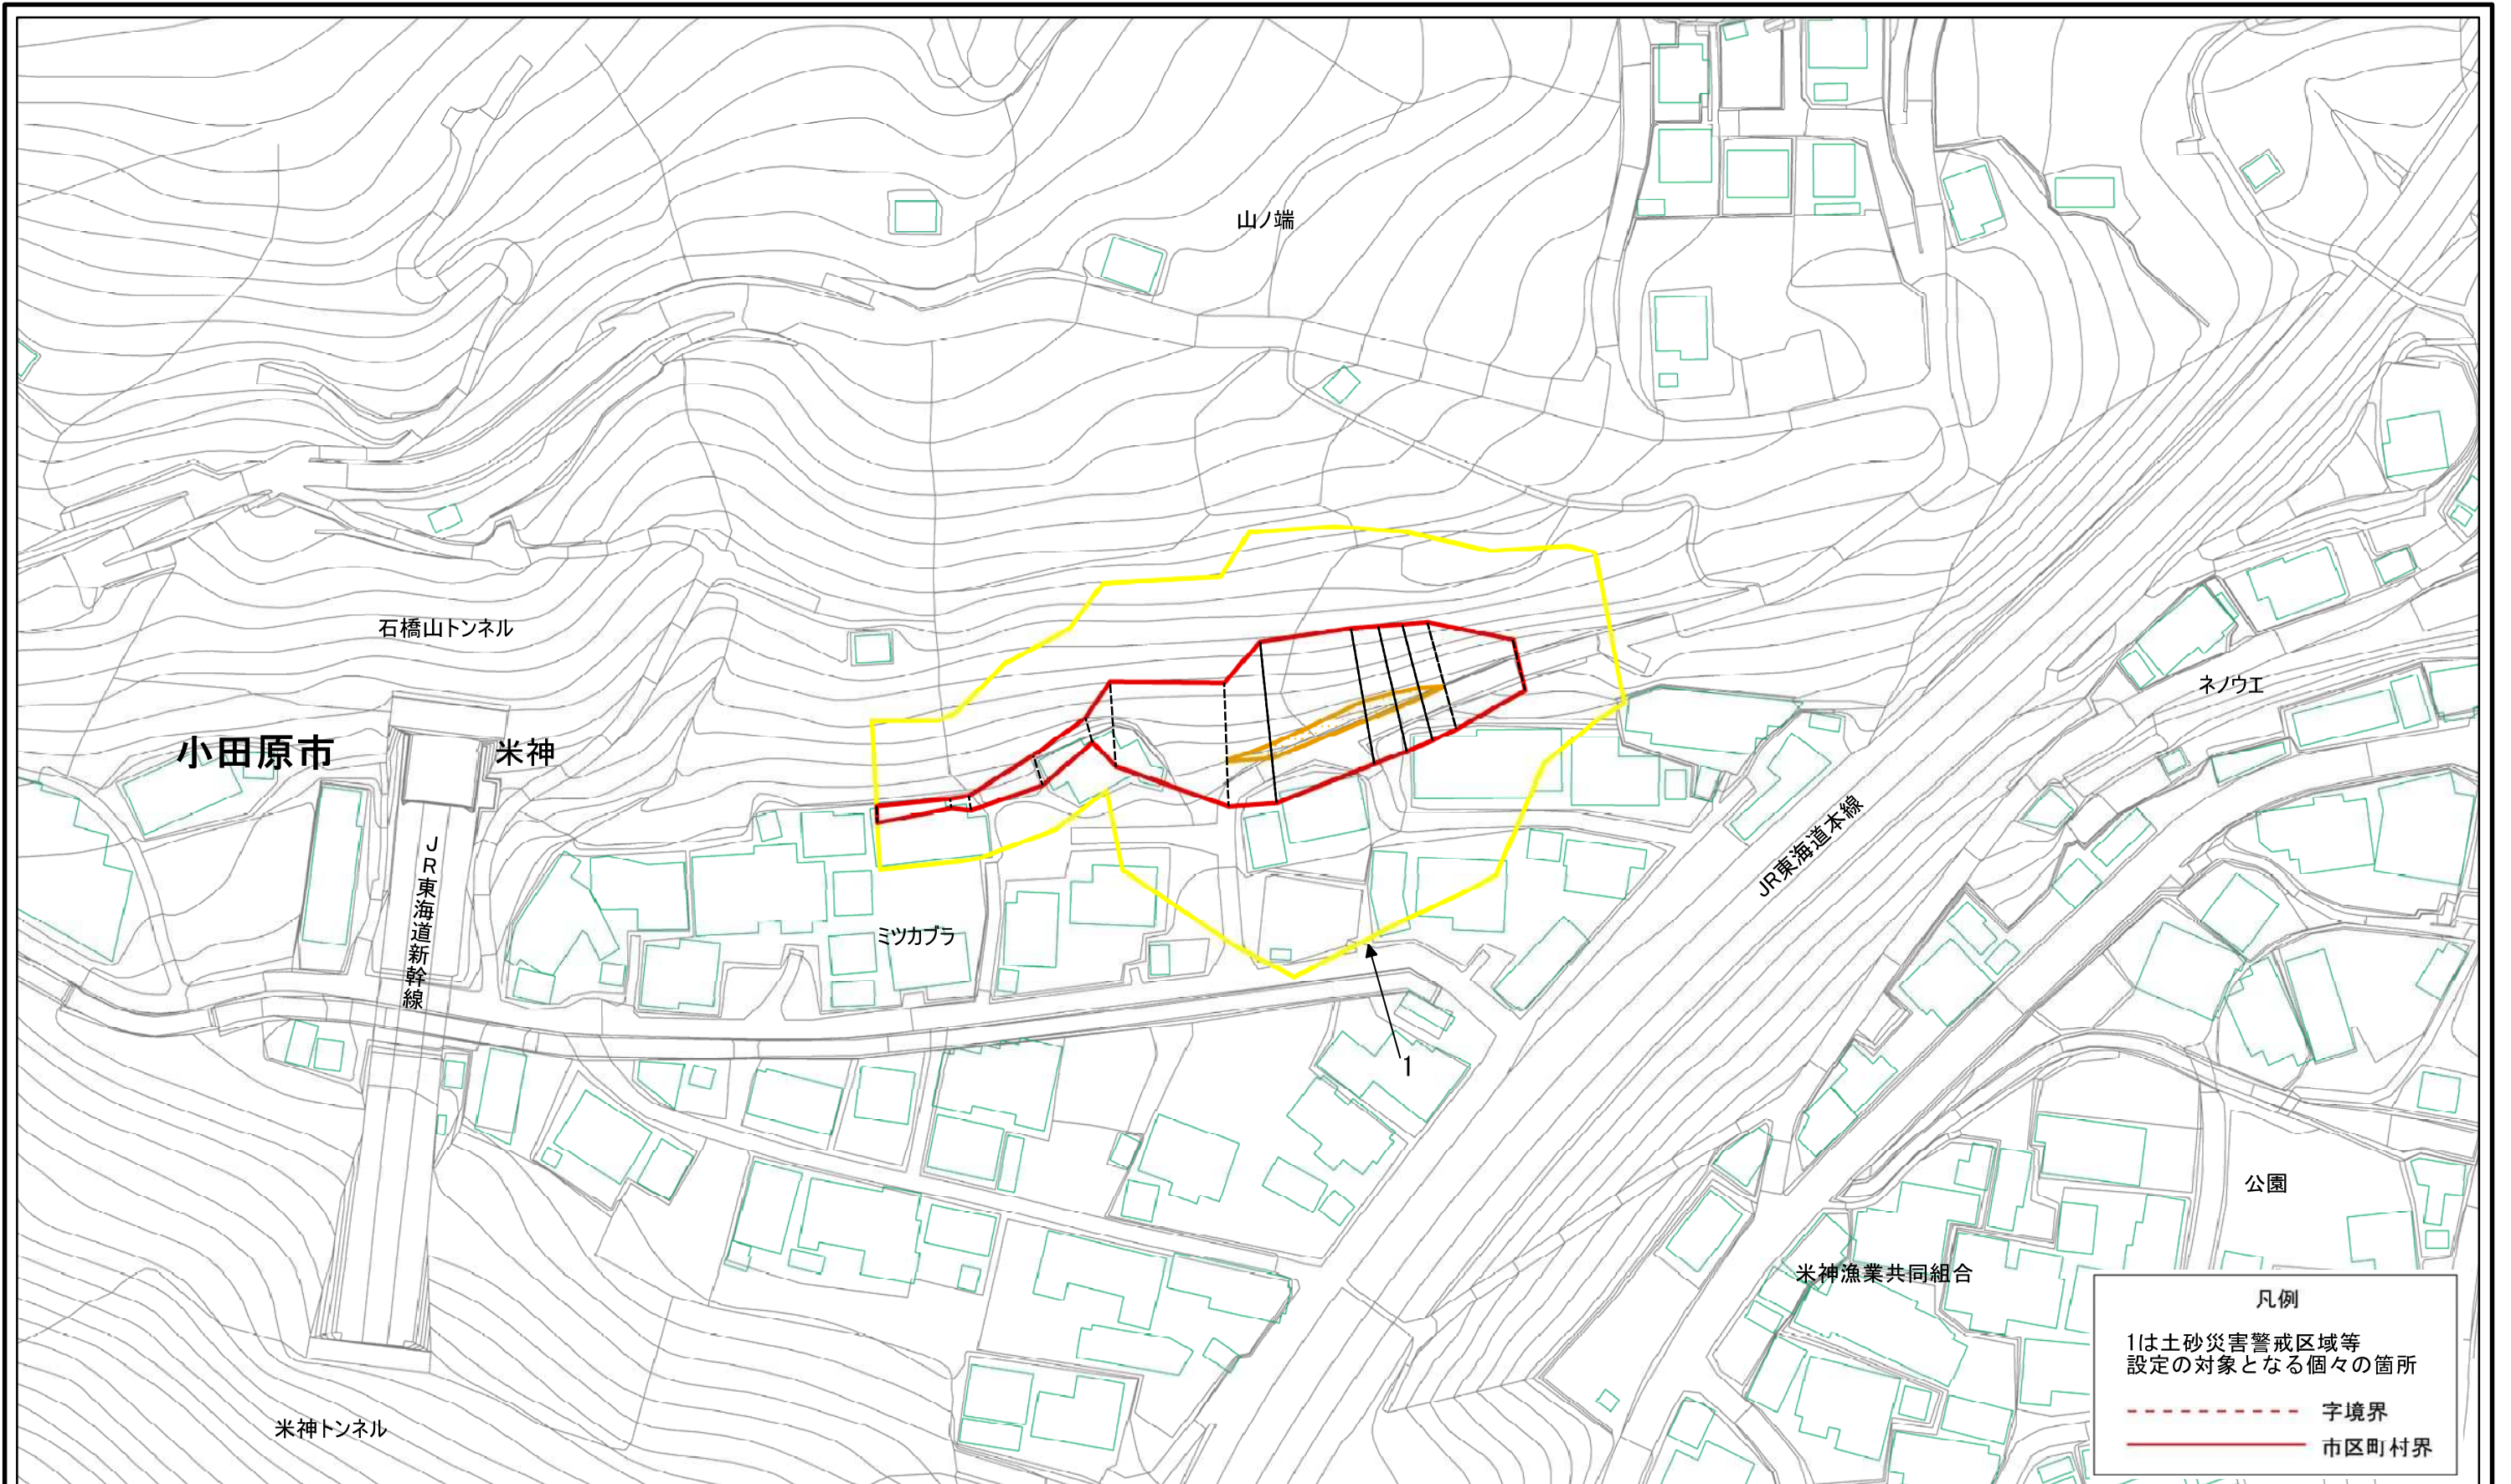 山ノ端
石橋山トンネル
小田原市
米神
ネノウエ
JR東海道本線
JR東海道新幹線
ミツカブラ
1
公園
米神漁業共同組合
米神トンネル
凡例
1は土砂災害警戒区域等
設定の対象となる個々の箇所
字境界
市区町村界